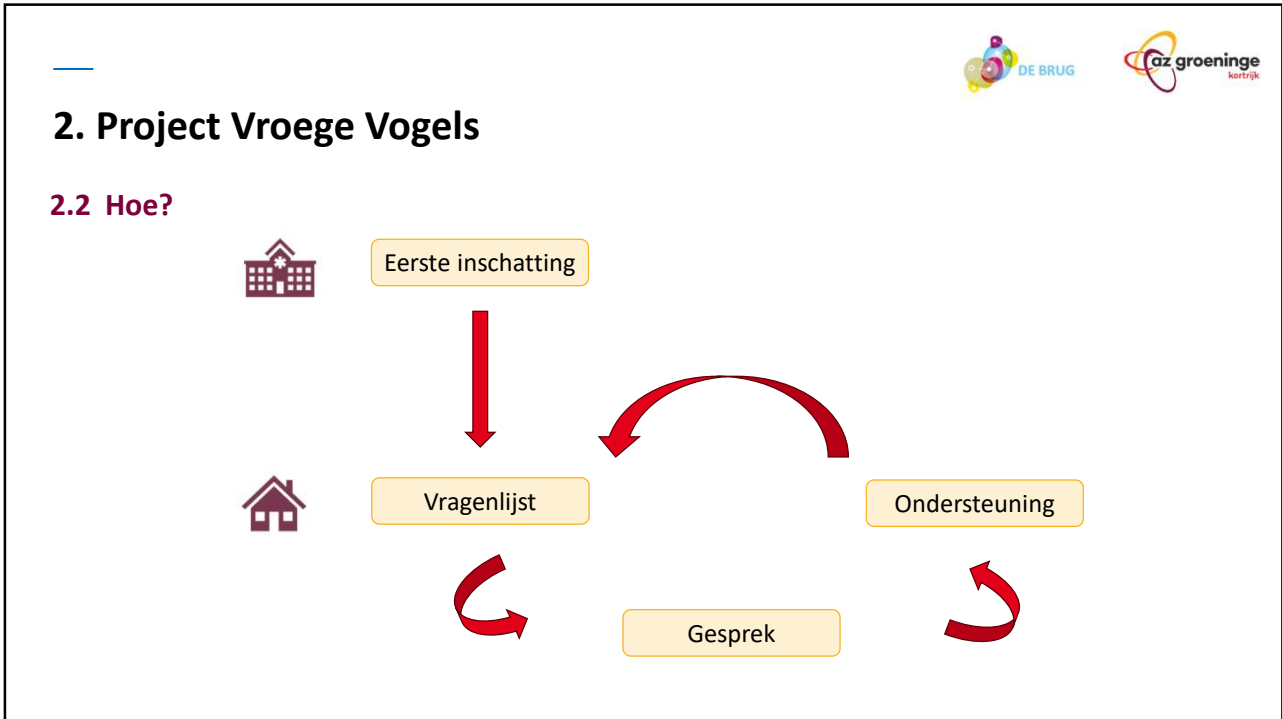 DE BRUG
az groeninge
kortrijk
2. Project Vroege Vogels
2.2 Hoe?
Eerste inschatting
Vragenlijst
Ondersteuning
Gesprek